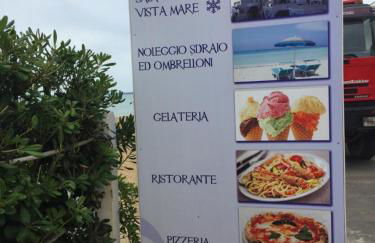 VISTA MARE
NOLEGGIO SDRAIO
ED OMBRELLONI
GELATERIA
RISTORANTE
PIZZERIA